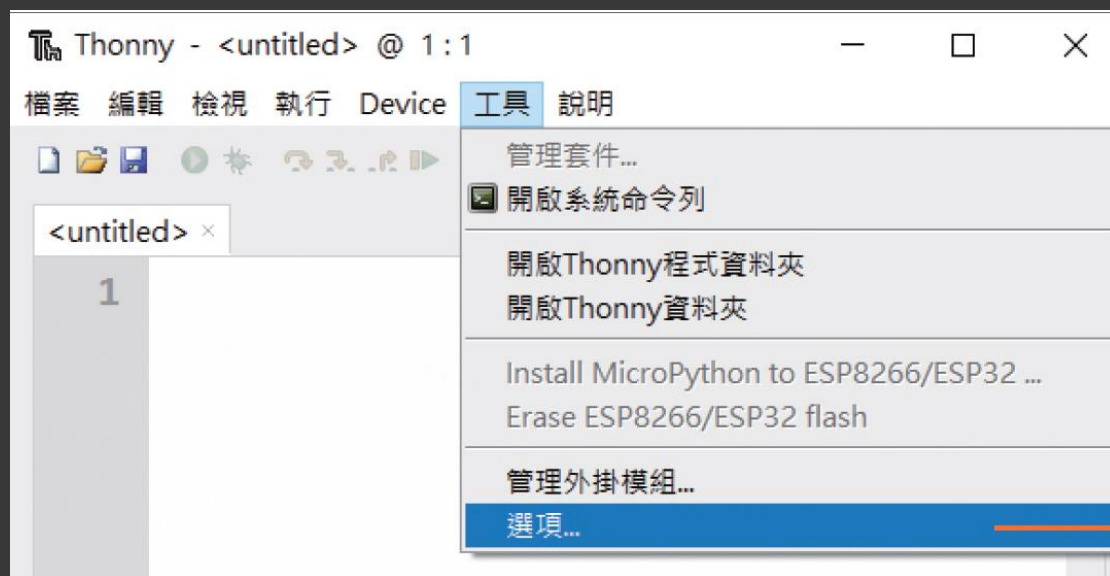 Thonny - <untitled> @ 1:1
檔案 編輯 檢視 執行 Device 工具 說明
管理套件...
開啟系統命令列
<untitled> ×
開啟Thonny程式資料夾
1
開啟Thonny資料夾
Install MicroPython to ESP8266/ESP32 ...
Erase ESP8266/ESP32 flash
管理外掛模組...
選項...